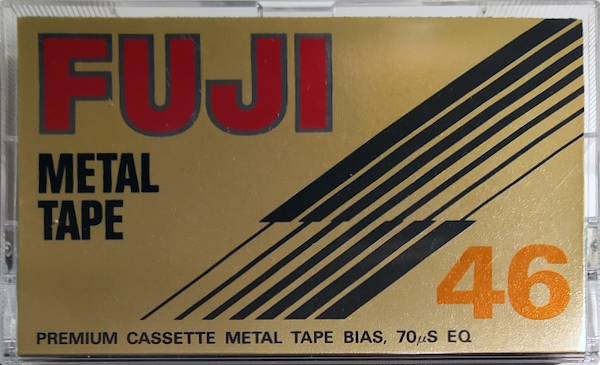 FUJI
METAL
TAPE
46
PREMIUM CASSETTE METAL TAPE BIAS, 70μS EQ